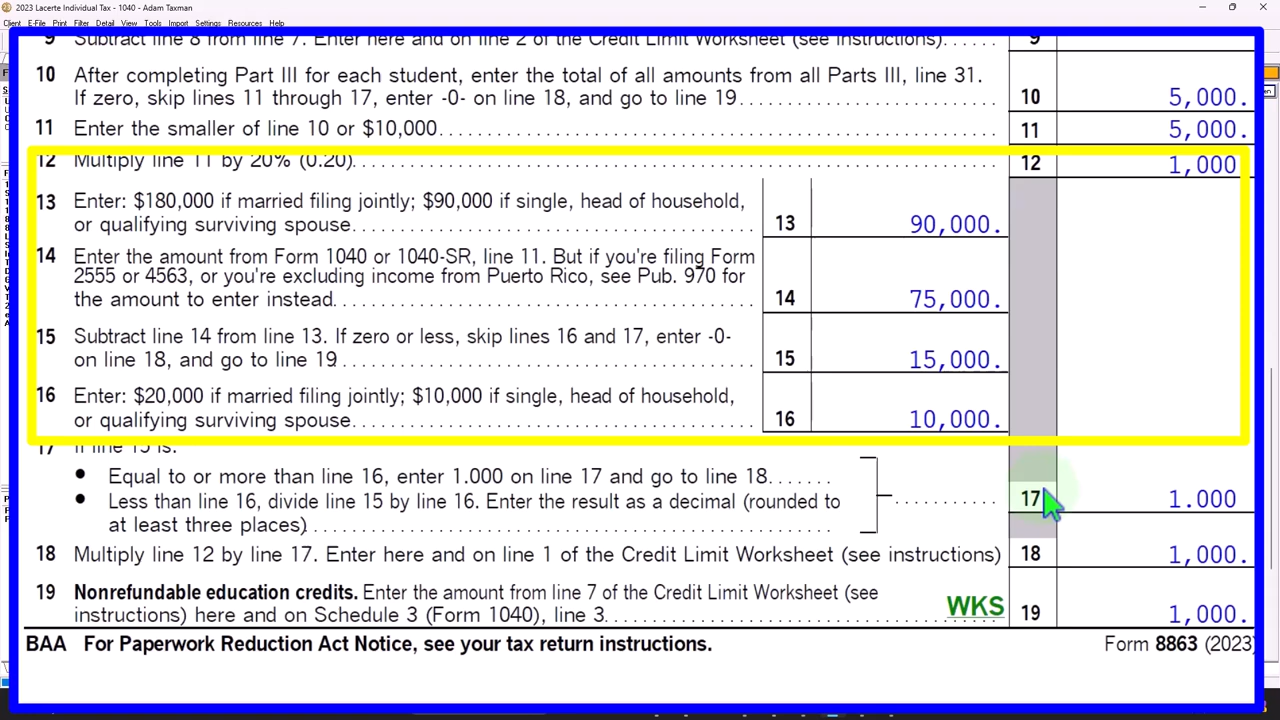 2023 Lacerte Individual Tax - 1040 - Adam Taxman
Client E-File Print Filter Detail View Tools Import Settings Resources Help
9 Subtract line 8 from line 7. Enter here and on line 2 of the Credit Limit Worksheet (see instructions) 9
10 After completing Part III for each student, enter the total of all amounts from all Parts III, line 31.
If zero, skip lines 11 through 17, enter -0- on line 18, and go to line 19 10 5,000.
11 Enter the smaller of line 10 or $10,000 11 5,000.
12 Multiply line 11 by 20% (0.20) 12 1,000
13 Enter: $180,000 if married filing jointly; $90,000 if single, head of household,
or qualifying surviving spouse 13 90,000.
14 Enter the amount from Form 1040 or 1040-SR, line 11. But if you're filing Form
2555 or 4563, or you're excluding income from Puerto Rico, see Pub. 970 for
the amount to enter instead 14 75,000.
15 Subtract line 14 from line 13. If zero or less, skip lines 16 and 17, enter -0-
on line 18, and go to line 19 15 15,000.
16 Enter: $20,000 if married filing jointly; $10,000 if single, head of household,
or qualifying surviving spouse 16 10,000.
17 If line 15 is:
• Equal to or more than line 16, enter 1.000 on line 17 and go to line 18
• Less than line 16, divide line 15 by line 16. Enter the result as a decimal (rounded to
at least three places) 17 1.000
18 Multiply line 12 by line 17. Enter here and on line 1 of the Credit Limit Worksheet (see instructions) 18 1,000.
19 Nonrefundable education credits. Enter the amount from line 7 of the Credit Limit Worksheet (see
instructions) here and on Schedule 3 (Form 1040), line 3 WKS 19 1,000.
BAA For Paperwork Reduction Act Notice, see your tax return instructions. Form 8863 (2023)